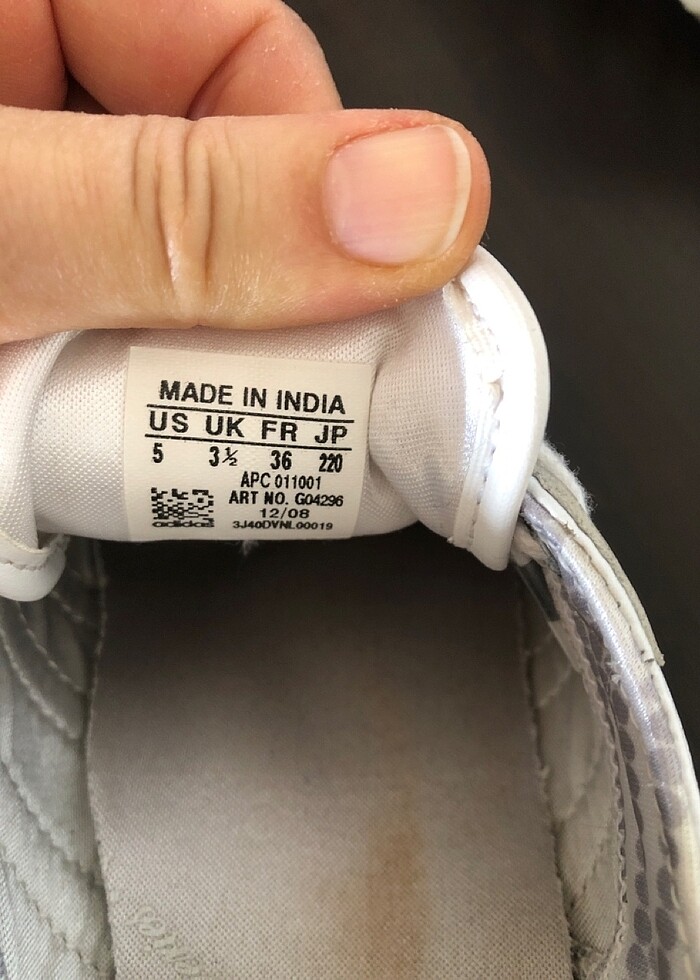 MADE IN INDIA
US UK FR JP
5 3½ 36 220
APC 011001
ART NO. G04296
12/08
adidas 3J40DVNL00019